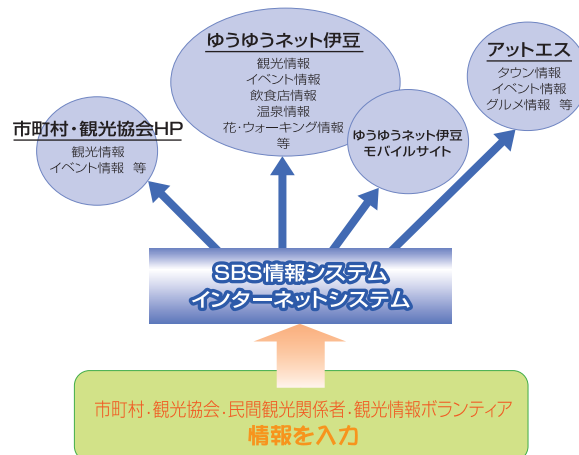 ゆうゆうネット伊豆
観光情報
イベント情報
飲食店情報
温泉情報
花・ウォーキング情報
等
アットエス
タウン情報
イベント情報
グルメ情報 等
市町村・観光協会HP
観光情報
イベント情報 等
ゆうゆうネット伊豆
モバイルサイト
SBS情報システム
インターネットシステム
市町村.観光協会.民間観光関係者.観光情報ボランティア
情報を入力